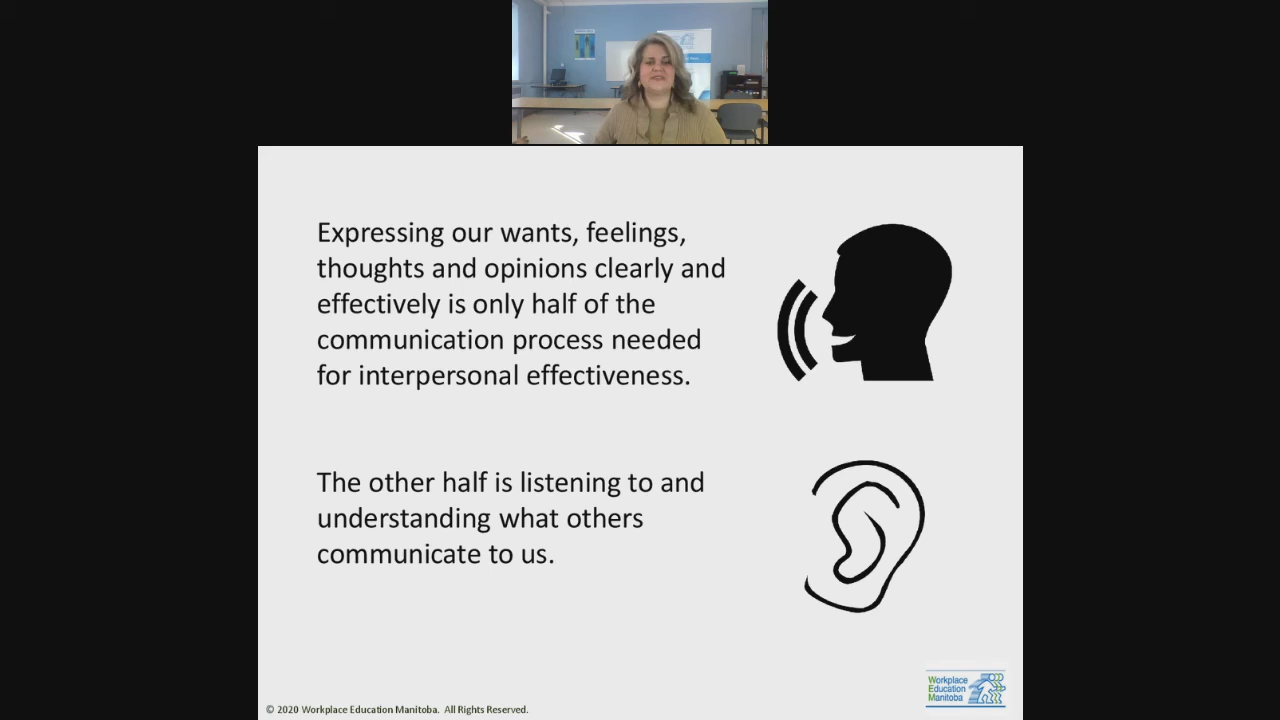 Expressing our wants, feelings,
thoughts and opinions clearly and
effectively is only half of the
communication process needed
for interpersonal effectiveness.
The other half is listening to and
understanding what others
communicate to us.
Workplace
Education
Manitoba
© 2020 Workplace Education Manitoba. All Rights Reserved.